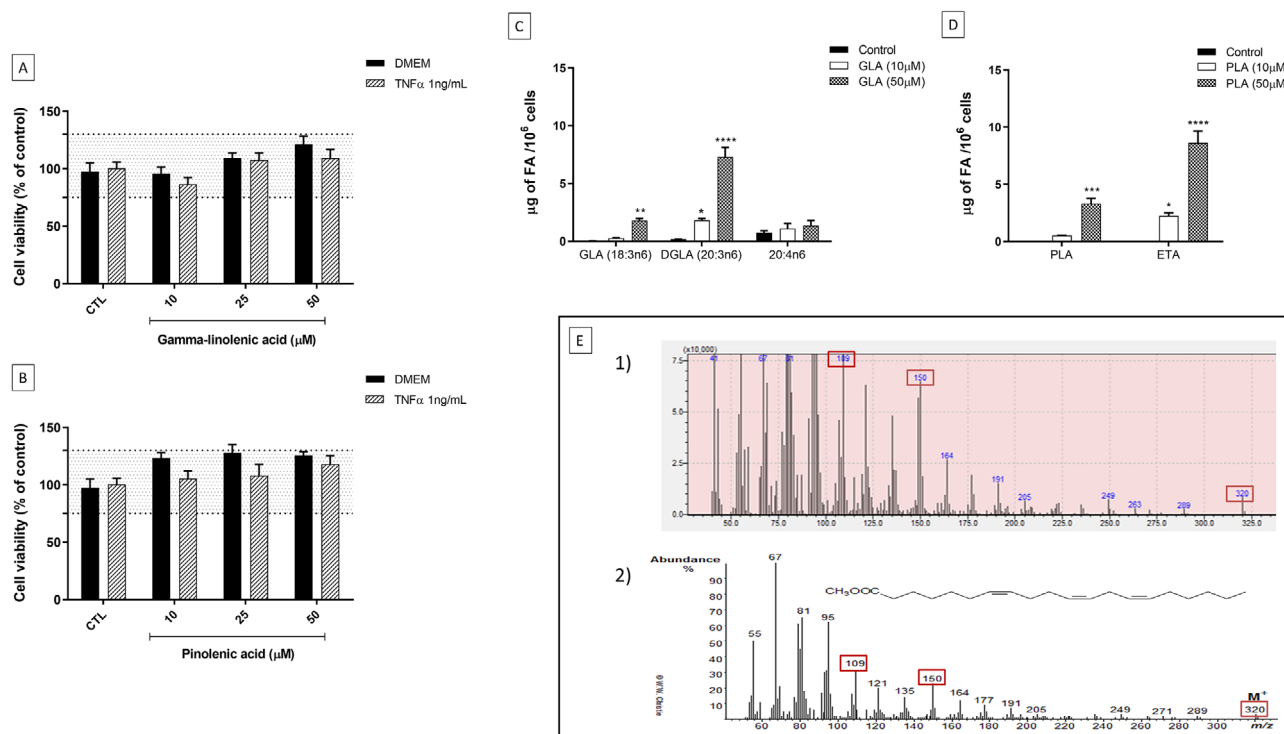 A
DMEM
TNFα 1ng/mL
Cell viability (% of control)
150
100
50
0
CTL
10
25
50
Gamma-linolenic acid (μM)
B
DMEM
TNFα 1ng/mL
Cell viability (% of control)
150
100
50
0
CTL
10
25
50
Pinolenic acid (μM)
C
Control
GLA (10μM)
GLA (50μM)
μg of FA /10⁶ cells
15
10
5
0
**
*
****
GLA (18:3n6)
DGLA (20:3n6)
20:4n6
D
Control
PLA (10μM)
PLA (50μM)
μg of FA /10⁶ cells
15
10
5
0
***
*
****
PLA
ETA
E
1)
(x10,000)
7.5
5.0
2.5
0.0
41
67
81
109
150
164
191
205
249
263
289
320
50.0
75.0
100.0
125.0
150.0
175.0
200.0
225.0
250.0
275.0
300.0
325.0
2)
Abundance
%
90
80
70
60
50
40
30
20
10
CH₃OOC
55
67
81
95
109
121
135
150
164
177
191
205
249
271
289
M⁺
320
60
80
100
120
140
160
180
200
220
240
260
280
300
m/z